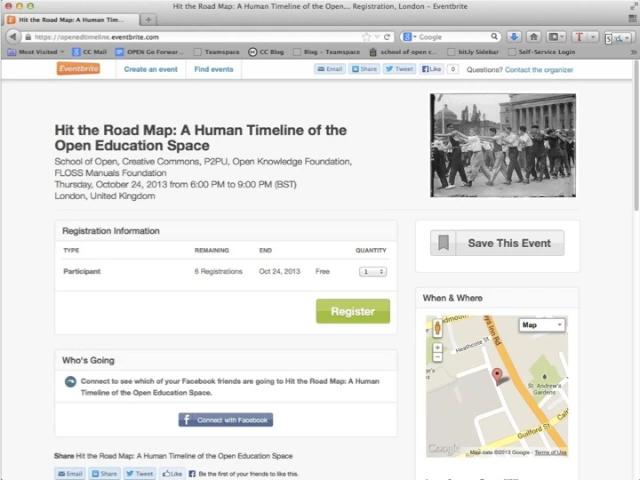 Hit the Road Map: A Human Timeline of the Open... Registration, London – Eventbrite
Hit the Road Map: A Human Tim...
https://openedtimeline.eventbrite.com
Google
Most Visited
CC Mail
OPEN Go Forwar...
Teamspace
CC Blog
Blog - Teamspace
school of open c...
bit.ly Sidebar
Self-Service Login
Eventbrite
Create an event
Find events
Email
Share
Tweet
Like
0
Questions? Contact the organizer
Hit the Road Map: A Human Timeline of the
Open Education Space
School of Open, Creative Commons, P2PU, Open Knowledge Foundation,
FLOSS Manuals Foundation
Thursday, October 24, 2013 from 6:00 PM to 9:00 PM (BST)
London, United Kingdom
Registration Information
TYPE REMAINING END QUANTITY
Participant 6 Registrations Oct 24, 2013 Free 1
Register
Save This Event
Who's Going
Connect to see which of your Facebook friends are going to Hit the Road Map: A Human
Timeline of the Open Education Space.
Connect with Facebook
Share Hit the Road Map: A Human Timeline of the Open Education Space
Email
Share
Tweet
Like
Be the first of your friends to like this.
When & Where
Map
Heathcote St
St. Andrew's
Gardens
Guilford St
Google
Map data ©2013 Google - Terms of Use